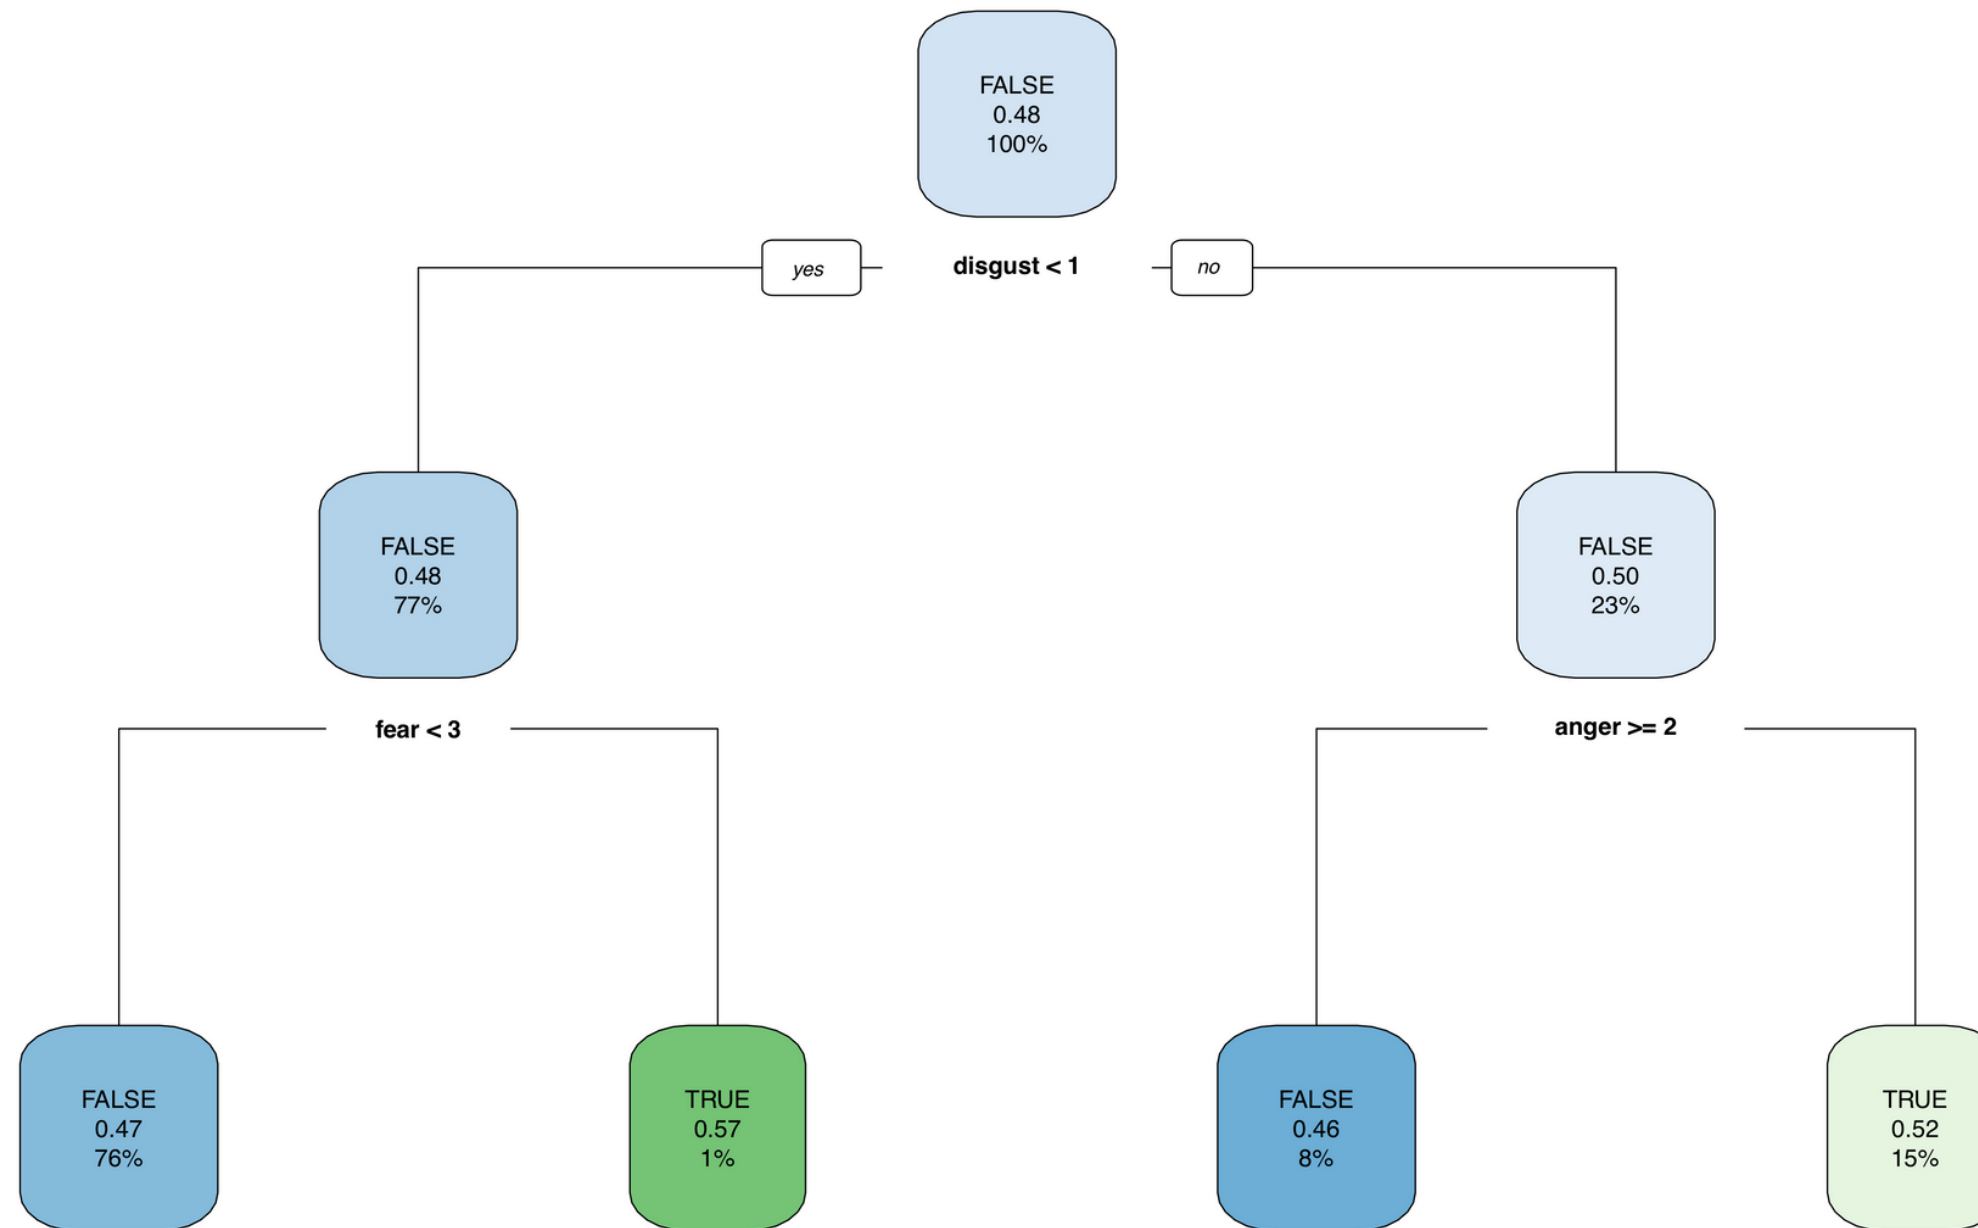 FALSE
0.48
100%
yes
disgust < 1
no
FALSE
0.48
77%
FALSE
0.50
23%
fear < 3
anger >= 2
FALSE
0.47
76%
TRUE
0.57
1%
FALSE
0.46
8%
TRUE
0.52
15%